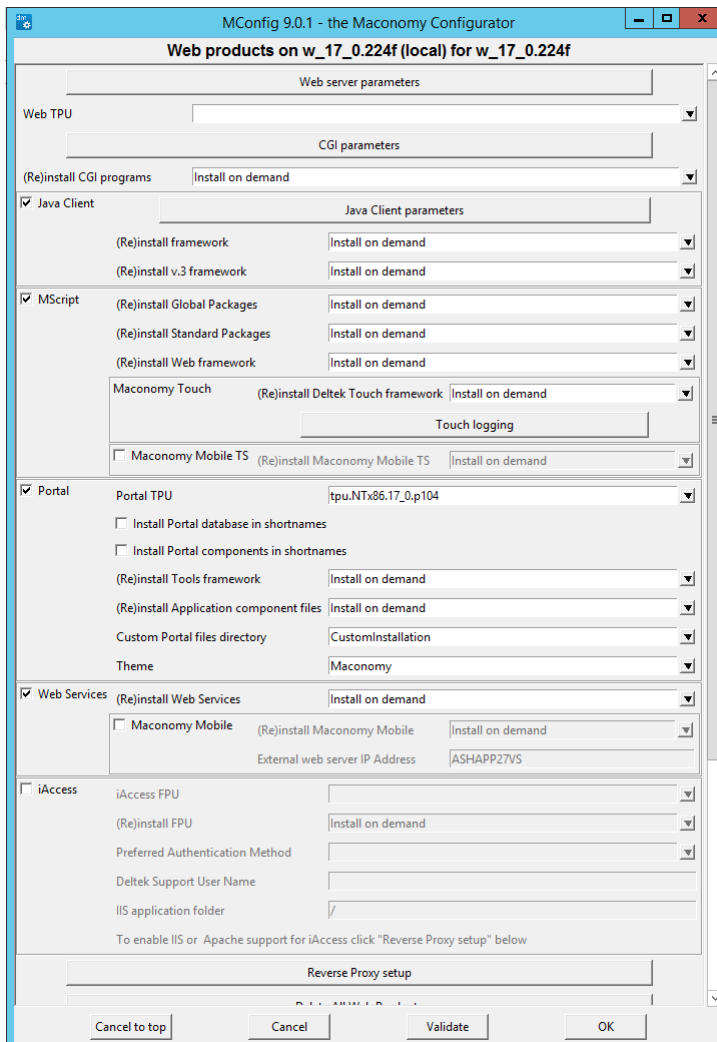 MConfig 9.0.1 - the Maconomy Configurator
Web products on w_17_0.224f (local) for w_17_0.224f
Web server parameters
Web TPU
CGI parameters
(Re)install CGI programs Install on demand
Java Client Java Client parameters
(Re)install framework Install on demand
(Re)install v.3 framework Install on demand
MScript (Re)install Global Packages Install on demand
(Re)install Standard Packages Install on demand
(Re)install Web framework Install on demand
Maconomy Touch (Re)install Deltek Touch framework Install on demand
Touch logging
Maconomy Mobile TS (Re)install Maconomy Mobile TS Install on demand
Portal Portal TPU tpu.NTx86.17_0.p104
Install Portal database in shortnames
Install Portal components in shortnames
(Re)install Tools framework Install on demand
(Re)install Application component files Install on demand
Custom Portal files directory CustomInstallation
Theme Maconomy
Web Services (Re)install Web Services Install on demand
Maconomy Mobile (Re)install Maconomy Mobile Install on demand
External web server IP Address ASHAPP27VS
iAccess iAccess FPU
(Re)install FPU Install on demand
Preferred Authentication Method
Deltek Support User Name
IIS application folder /
To enable IIS or Apache support for iAccess click "Reverse Proxy setup" below
Reverse Proxy setup
Cancel to top Cancel Validate OK